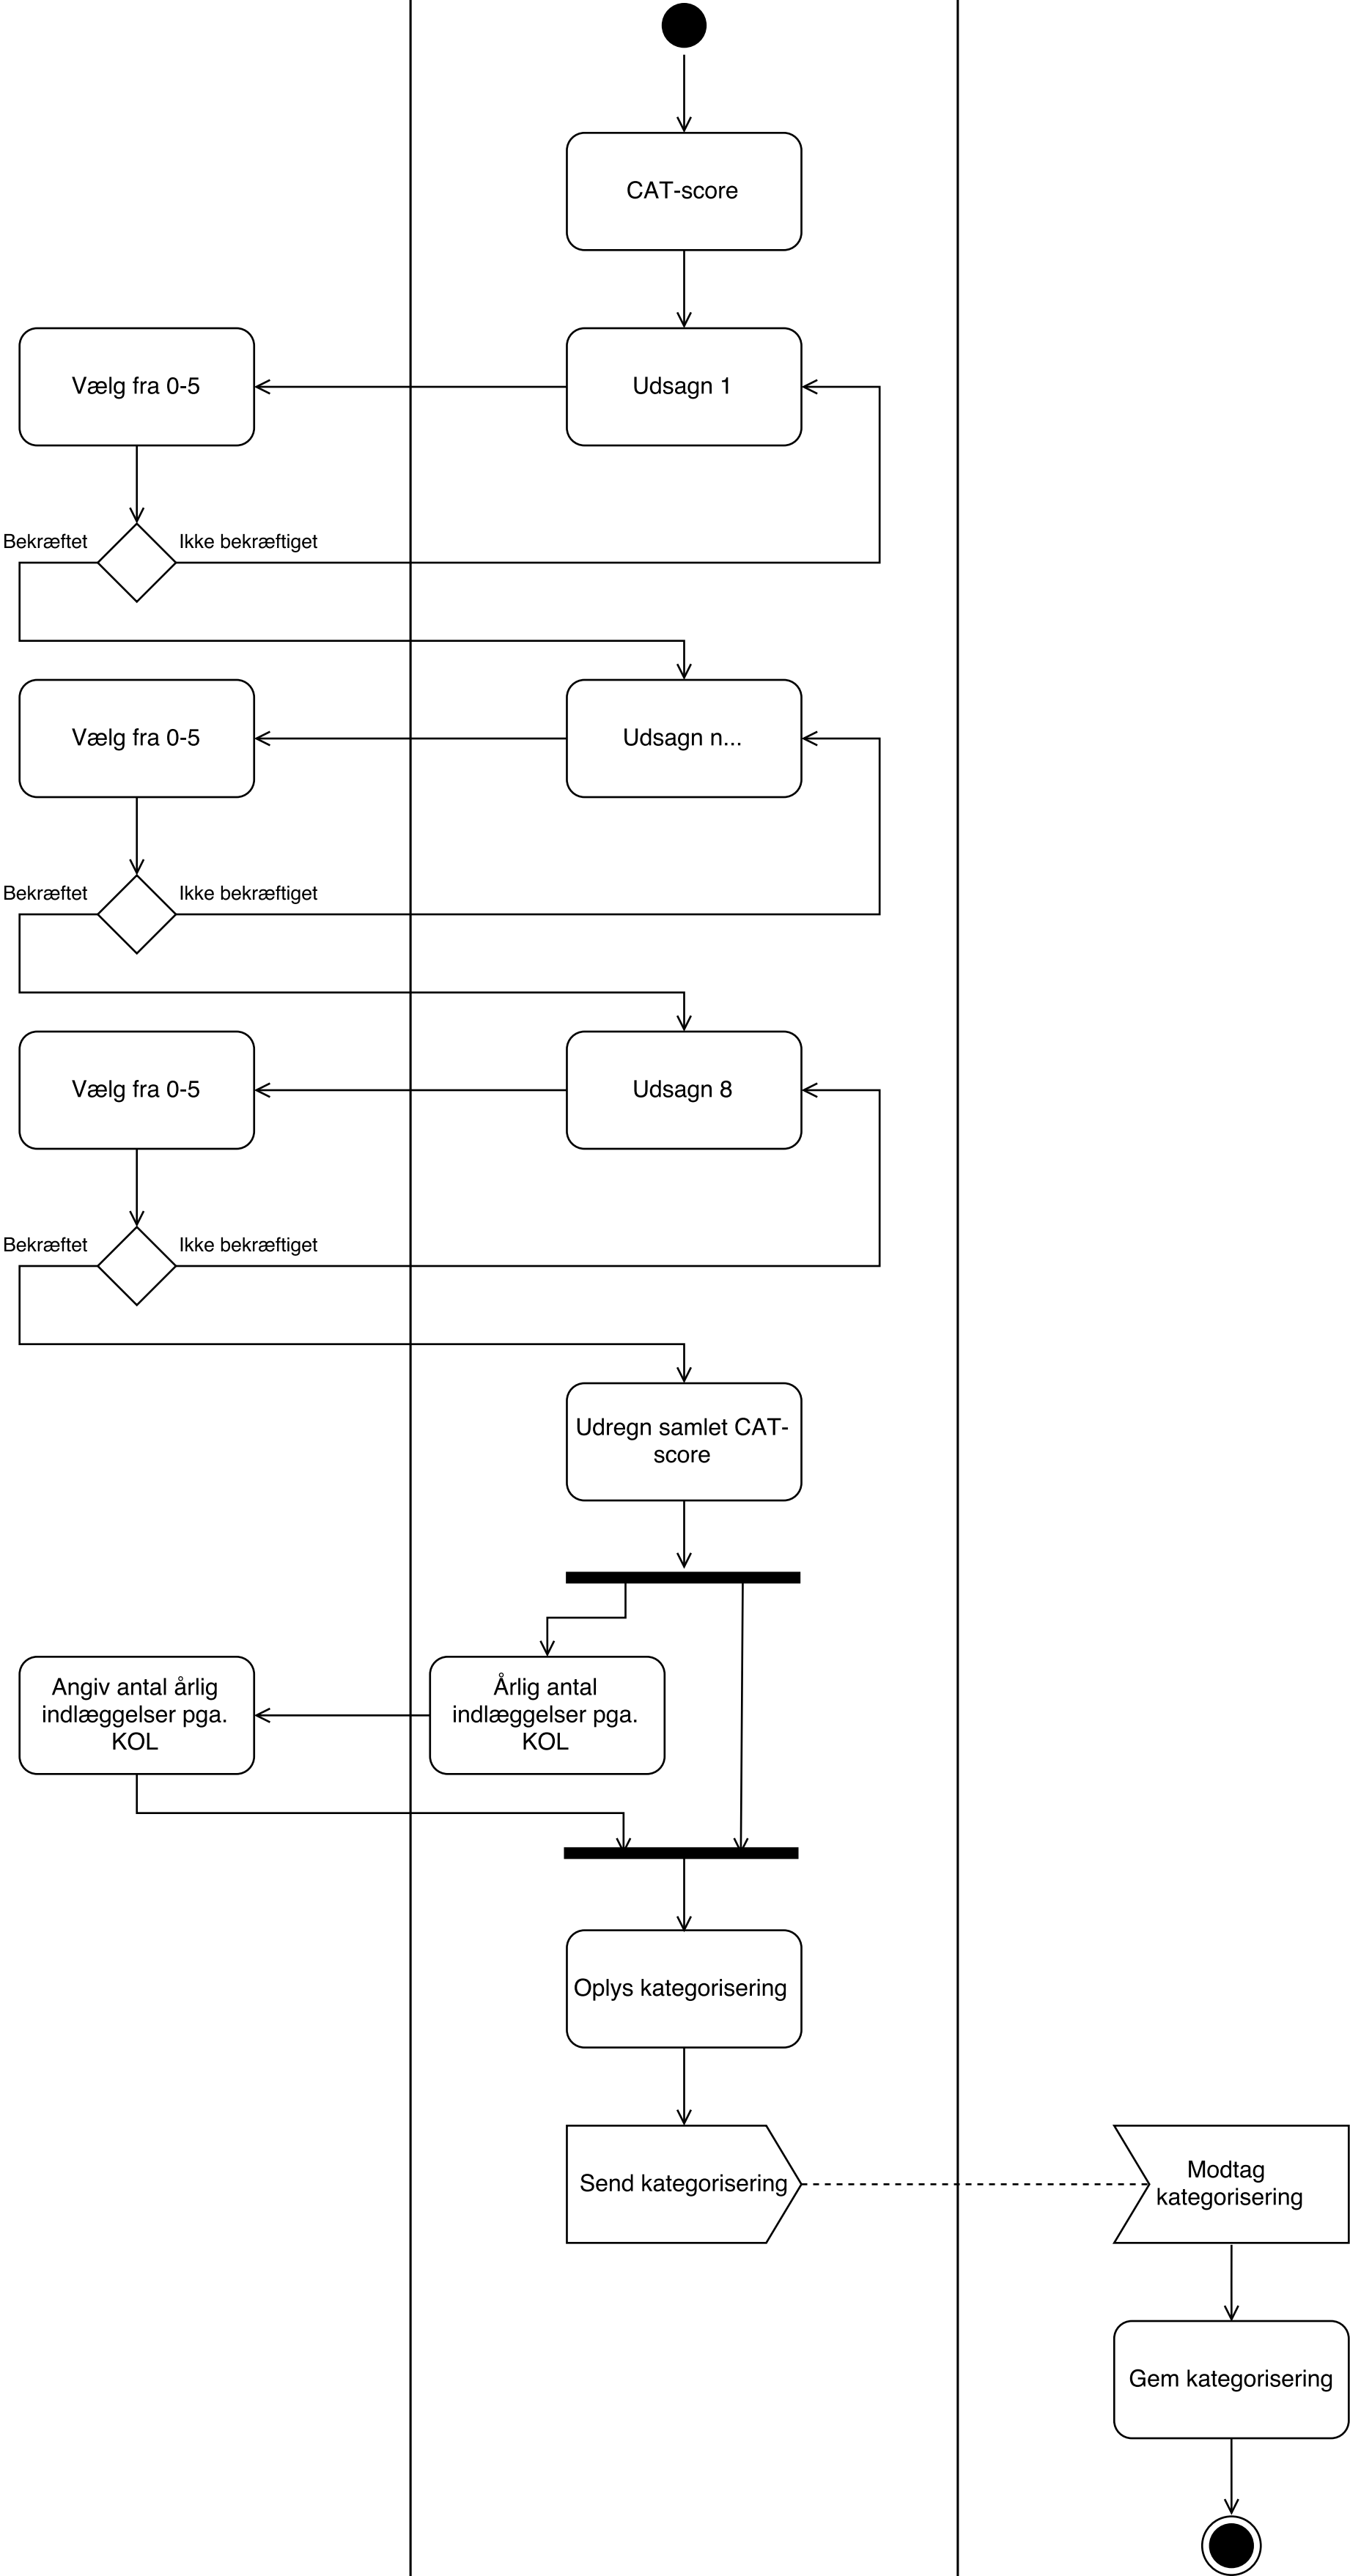 CAT-score
Vælg fra 0-5
Udsagn 1
Bekræftet
Ikke bekræftiget
Vælg fra 0-5
Udsagn n...
Bekræftet
Ikke bekræftiget
Vælg fra 0-5
Udsagn 8
Bekræftet
Ikke bekræftiget
Udregn samlet CAT-
score
Angiv antal årlig
indlæggelser pga.
KOL
Årlig antal
indlæggelser pga.
KOL
Oplys kategorisering
Send kategorisering
Modtag
kategorisering
Gem kategorisering